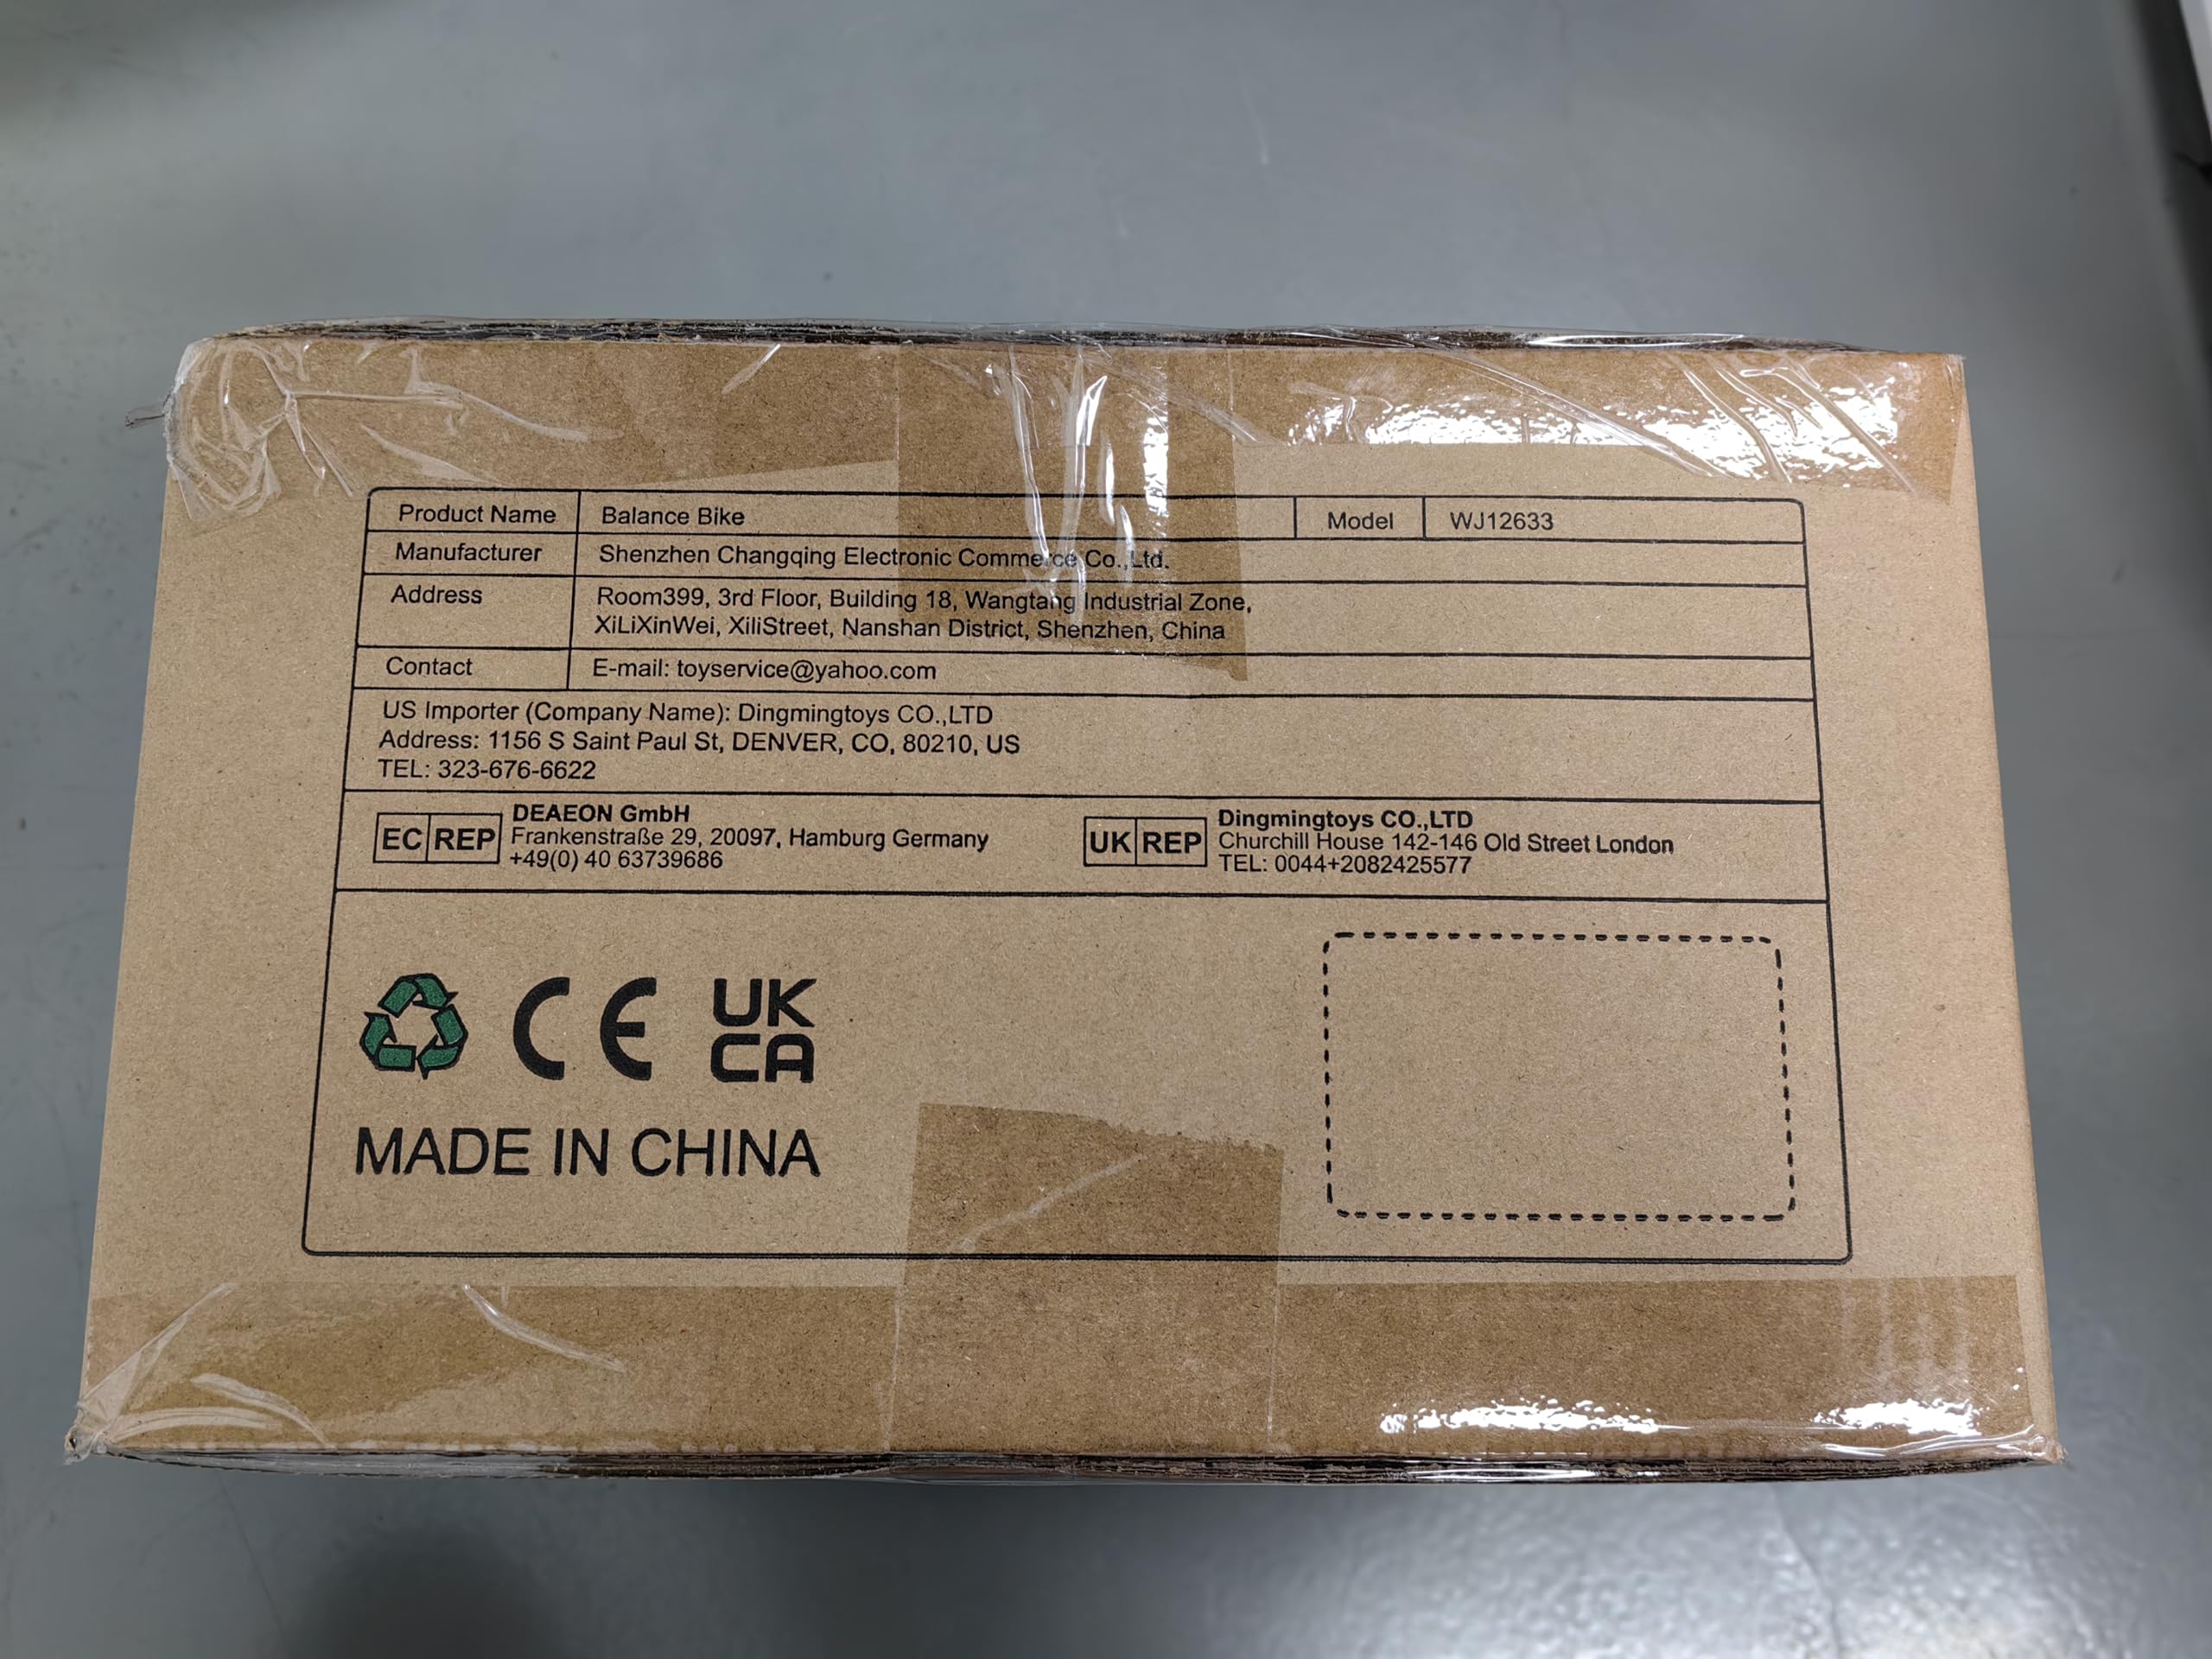 Product Name Balance Bike Model WJ12633
Manufacturer Shenzhen Changqing Electronic Commerce Co.,Ltd.
Address Room399, 3rd Floor, Building 18, Wangtang Industrial Zone,
XiLiXinWei, XiliStreet, Nanshan District, Shenzhen, China
Contact E-mail: toyservice@yahoo.com
US Importer (Company Name): Dingmingtoys CO.,LTD
Address: 1156 S Saint Paul St, DENVER, CO, 80210, US
TEL: 323-676-6622
EC REP
DEAEON GmbH
Frankenstraße 29, 20097, Hamburg Germany
+49(0) 40 63739686
UK REP
Dingmingtoys CO.,LTD
Churchill House 142-146 Old Street London
TEL: 0044+2082425577
CE
UK
CA
MADE IN CHINA